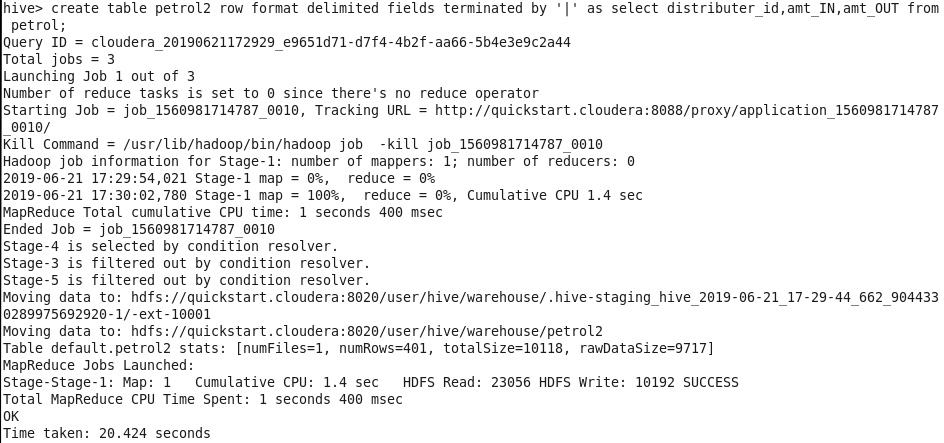 hive> create table petrol2 row format delimited fields terminated by '|' as select distributer_id,amt_IN,amt_OUT from
 petrol;
Query ID = cloudera_20190621172929_e9651d71-d7f4-4b2f-aa66-5b4e3e9c2a44
Total jobs = 3
Launching Job 1 out of 3
Number of reduce tasks is set to 0 since there's no reduce operator
Starting Job = job_1560981714787_0010, Tracking URL = http://quickstart.cloudera:8088/proxy/application_1560981714787
_0010/
Kill Command = /usr/lib/hadoop/bin/hadoop job  -kill job_1560981714787_0010
Hadoop job information for Stage-1: number of mappers: 1; number of reducers: 0
2019-06-21 17:29:54,021 Stage-1 map = 0%,  reduce = 0%
2019-06-21 17:30:02,780 Stage-1 map = 100%,  reduce = 0%, Cumulative CPU 1.4 sec
MapReduce Total cumulative CPU time: 1 seconds 400 msec
Ended Job = job_1560981714787_0010
Stage-4 is selected by condition resolver.
Stage-3 is filtered out by condition resolver.
Stage-5 is filtered out by condition resolver.
Moving data to: hdfs://quickstart.cloudera:8020/user/hive/warehouse/.hive-staging_hive_2019-06-21_17-29-44_662_904433
0289975692920-1/-ext-10001
Moving data to: hdfs://quickstart.cloudera:8020/user/hive/warehouse/petrol2
Table default.petrol2 stats: [numFiles=1, numRows=401, totalSize=10118, rawDataSize=9717]
MapReduce Jobs Launched:
Stage-Stage-1: Map: 1   Cumulative CPU: 1.4 sec   HDFS Read: 23056 HDFS Write: 10192 SUCCESS
Total MapReduce CPU Time Spent: 1 seconds 400 msec
OK
Time taken: 20.424 seconds